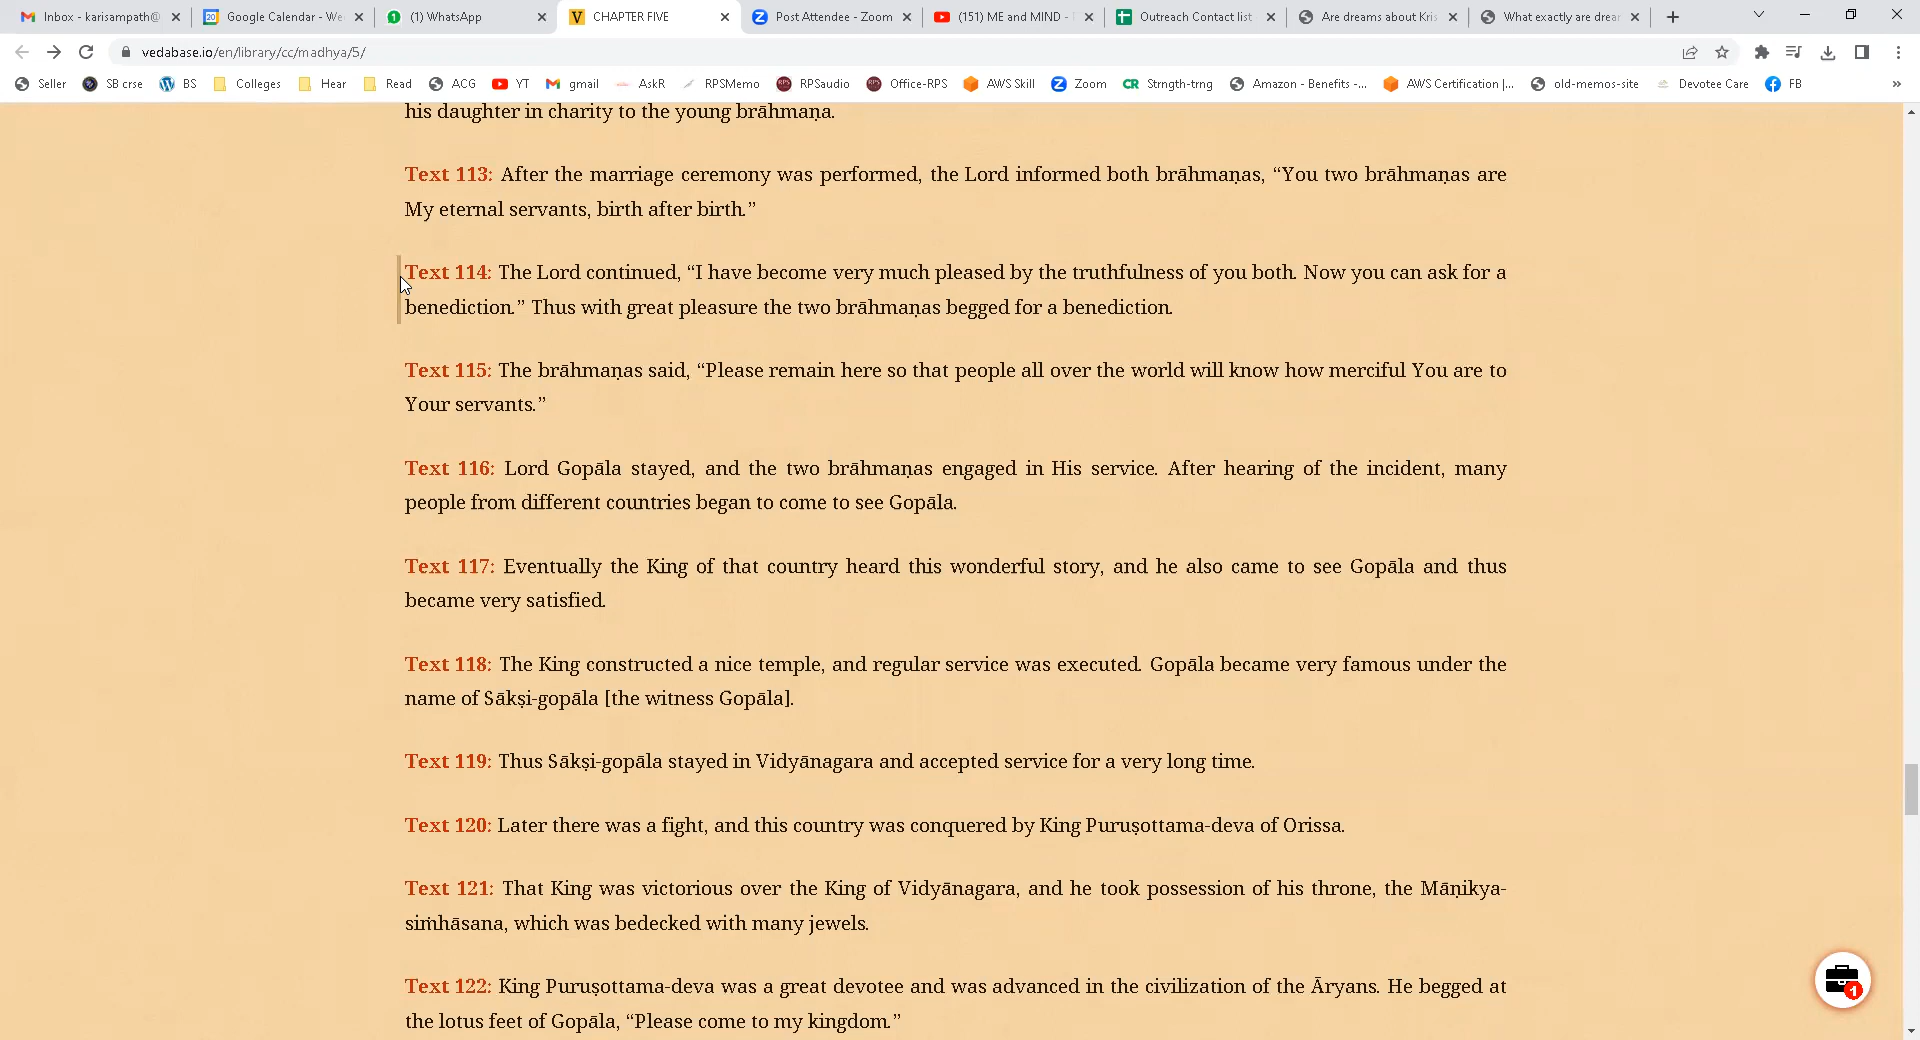 Inbox - karisampath@
Google Calendar - We
(1) WhatsApp
CHAPTER FIVE
Post Attendee - Zoom
(151) ME and MIND -
Outreach Contact list
Are dreams about Kris
What exactly are drea
vedabase.io/en/library/cc/madhya/5/
Seller SB crse BS Colleges Hear Read ACG YT gmail AskR RPSMemo RPSaudio Office-RPS AWS Skill Zoom Strngth-trng Amazon - Benefits -... AWS Certification |... old-memos-site Devotee Care FB »
his daughter in charity to the young brāhmaṇa.
Text 113: After the marriage ceremony was performed, the Lord informed both brāhmaṇas, “You two brāhmaṇas are
My eternal servants, birth after birth.”
Text 114: The Lord continued, “I have become very much pleased by the truthfulness of you both. Now you can ask for a
benediction.” Thus with great pleasure the two brāhmaṇas begged for a benediction.
Text 115: The brāhmaṇas said, “Please remain here so that people all over the world will know how merciful You are to
Your servants.”
Text 116: Lord Gopāla stayed, and the two brāhmaṇas engaged in His service. After hearing of the incident, many
people from different countries began to come to see Gopāla.
Text 117: Eventually the King of that country heard this wonderful story, and he also came to see Gopāla and thus
became very satisfied.
Text 118: The King constructed a nice temple, and regular service was executed. Gopāla became very famous under the
name of Sākṣi-gopāla [the witness Gopāla].
Text 119: Thus Sākṣi-gopāla stayed in Vidyānagara and accepted service for a very long time.
Text 120: Later there was a fight, and this country was conquered by King Puruṣottama-deva of Orissa.
Text 121: That King was victorious over the King of Vidyānagara, and he took possession of his throne, the Māṇikya-
siṁhāsana, which was bedecked with many jewels.
Text 122: King Puruṣottama-deva was a great devotee and was advanced in the civilization of the Āryans. He begged at
the lotus feet of Gopāla, “Please come to my kingdom.”
1